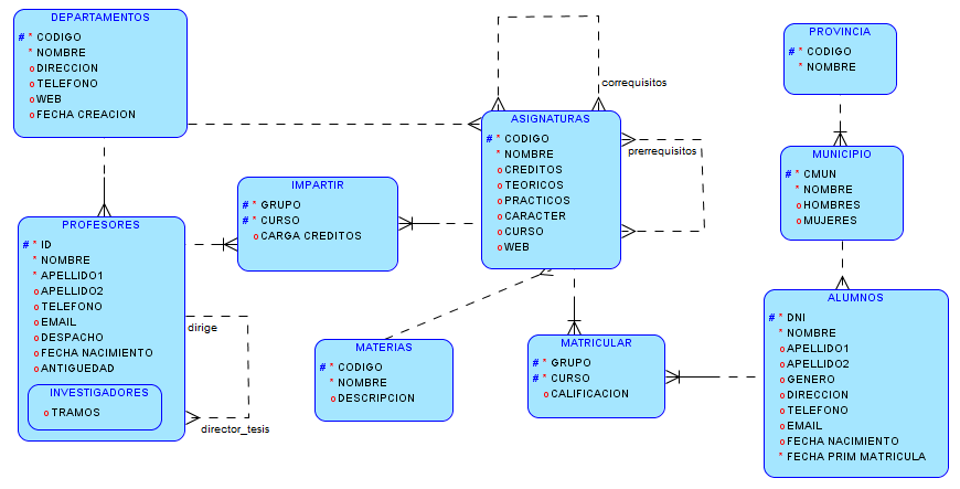 DEPARTAMENTOS
# * CODIGO
* NOMBRE
o DIRECCION
o TELEFONO
o WEB
o FECHA CREACION
correquisitos
PROVINCIA
# * CODIGO
* NOMBRE
ASIGNATURAS
# * CODIGO
* NOMBRE
o CREDITOS
o TEORICOS
o PRACTICOS
o CARACTER
o CURSO
o WEB
prerrequisitos
MUNICIPIO
# * CMUN
* NOMBRE
o HOMBRES
o MUJERES
IMPARTIR
# * GRUPO
# * CURSO
o CARGA CREDITOS
PROFESORES
# * ID
* NOMBRE
* APELLIDO1
o APELLIDO2
o TELEFONO
o EMAIL
o DESPACHO
o FECHA NACIMIENTO
o ANTIGUEDAD
INVESTIGADORES
o TRAMOS
dirige
director_tesis
MATERIAS
# * CODIGO
* NOMBRE
o DESCRIPCION
MATRICULAR
# * GRUPO
# * CURSO
o CALIFICACION
ALUMNOS
# * DNI
* NOMBRE
o APELLIDO1
o APELLIDO2
o GENERO
o DIRECCION
o TELEFONO
o EMAIL
o FECHA NACIMIENTO
* FECHA PRIM MATRICULA